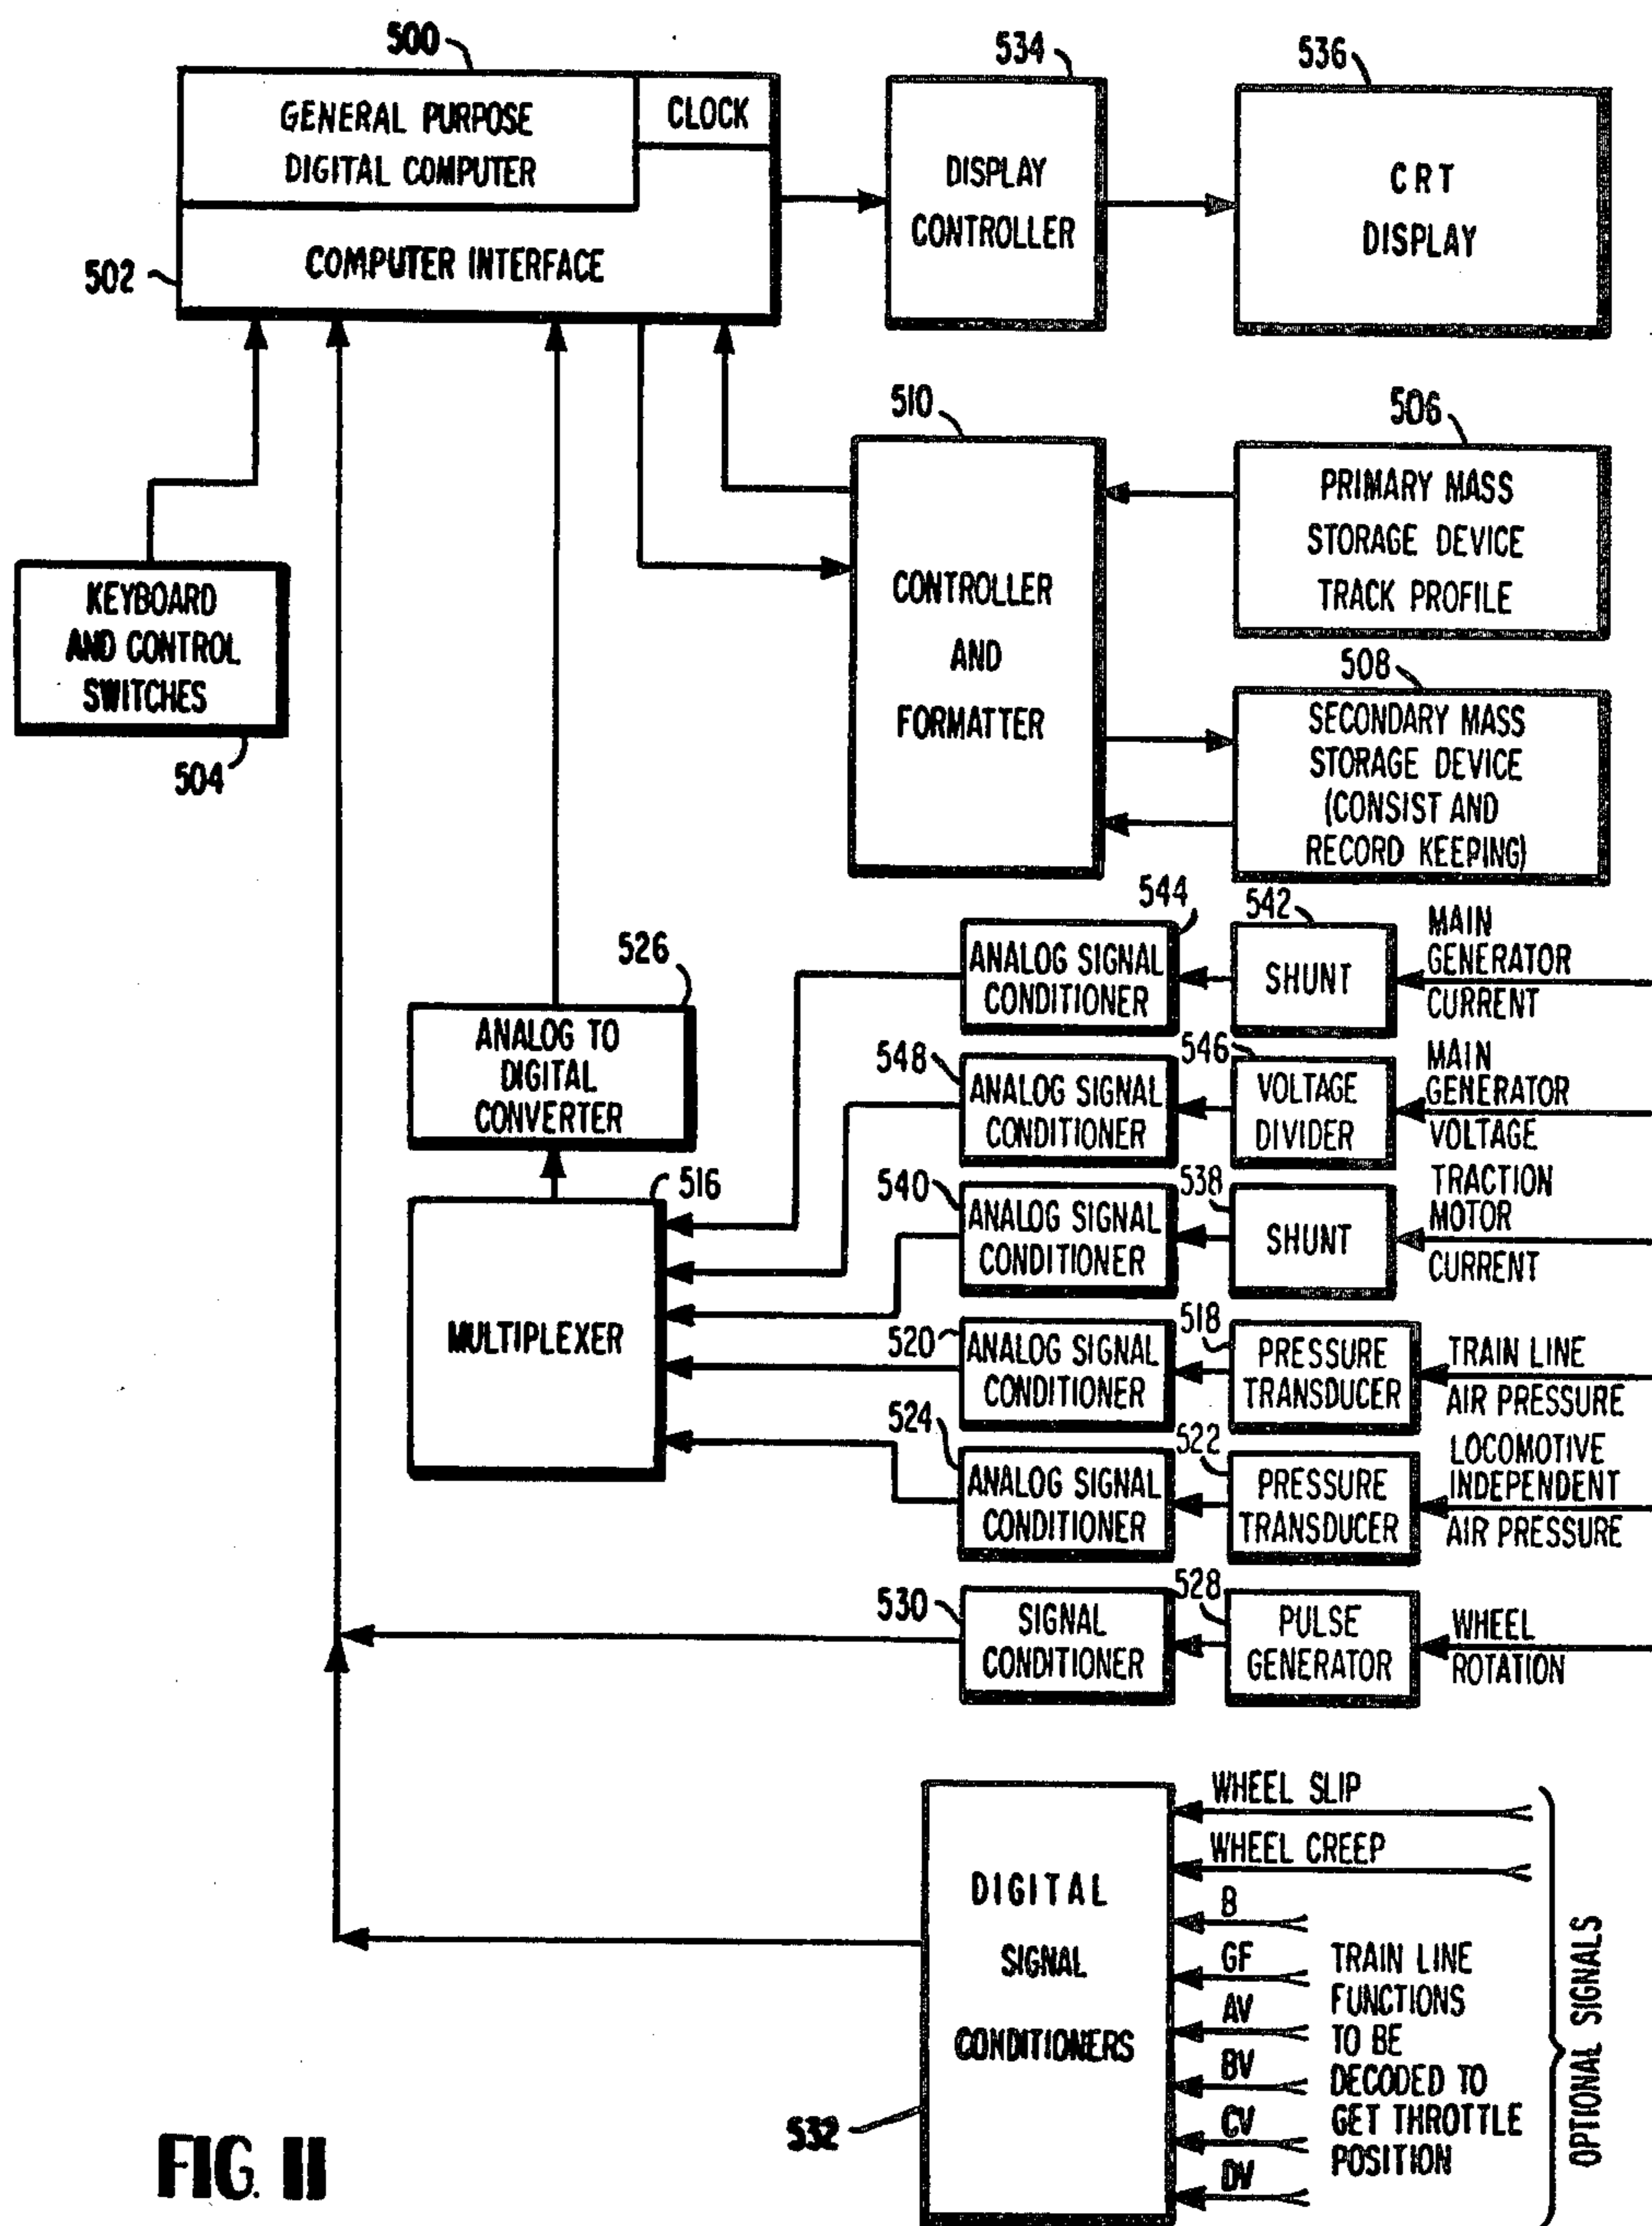 500
534
536
GENERAL PURPOSE
DIGITAL COMPUTER
CLOCK
COMPUTER INTERFACE
502
DISPLAY
CONTROLLER
CRT
DISPLAY
510
506
KEYBOARD
AND CONTROL
SWITCHES
504
CONTROLLER
AND
FORMATTER
PRIMARY MASS
STORAGE DEVICE
TRACK PROFILE
508
SECONDARY MASS
STORAGE DEVICE
(CONSIST AND
RECORD KEEPING)
544
542
ANALOG SIGNAL
CONDITIONER
SHUNT
MAIN
GENERATOR
CURRENT
526
ANALOG TO
DIGITAL
CONVERTER
548
546
ANALOG SIGNAL
CONDITIONER
VOLTAGE
DIVIDER
MAIN
GENERATOR
VOLTAGE
516
MULTIPLEXER
540
538
ANALOG SIGNAL
CONDITIONER
SHUNT
TRACTION
MOTOR
CURRENT
520
518
ANALOG SIGNAL
CONDITIONER
PRESSURE
TRANSDUCER
TRAIN LINE
AIR PRESSURE
524
522
ANALOG SIGNAL
CONDITIONER
PRESSURE
TRANSDUCER
LOCOMOTIVE
INDEPENDENT
AIR PRESSURE
530
528
SIGNAL
CONDITIONER
PULSE
GENERATOR
WHEEL
ROTATION
DIGITAL
SIGNAL
CONDITIONERS
532
WHEEL SLIP
WHEEL CREEP
B
GF
AV
BV
CV
DV
TRAIN LINE
FUNCTIONS
TO BE
DECODED TO
GET THROTTLE
POSITION
OPTIONAL SIGNALS
FIG. 11